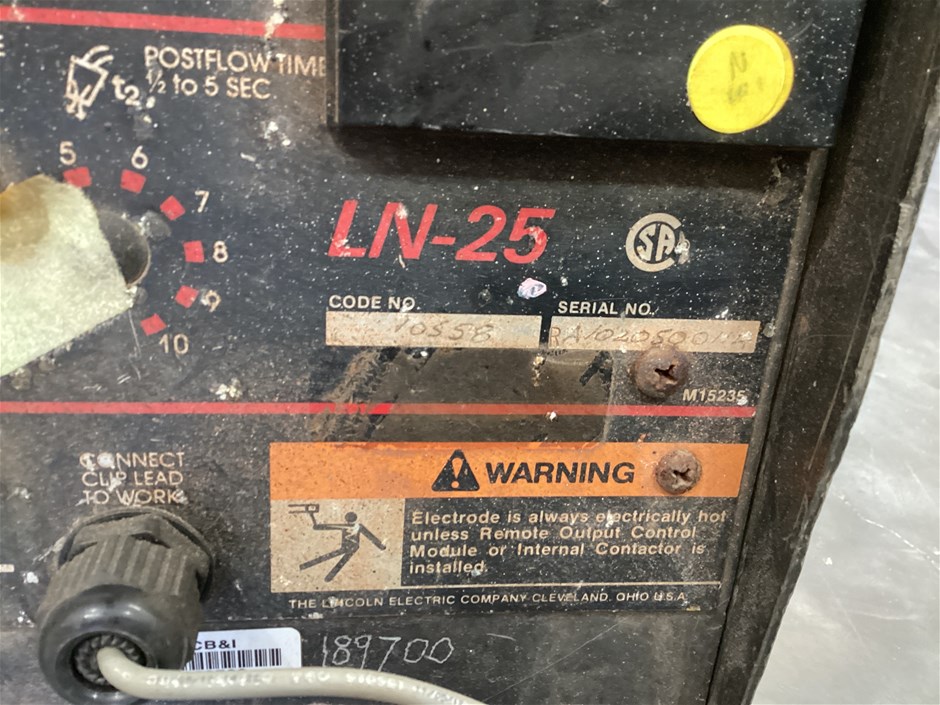 POSTFLOW TIME
½ to 5 SEC
t2
5
6
7
8
9
10
LN-25
SA
CODE NO.
SERIAL NO.
10558
M15235
CONNECT
CLIP LEAD
TO WORK
WARNING
Electrode is always electrically hot
unless Remote Output Control
Module or Internal Contactor is
installed.
THE LINCOLN ELECTRIC COMPANY CLEVELAND, OHIO U.S.A.
CB&I
189700
N